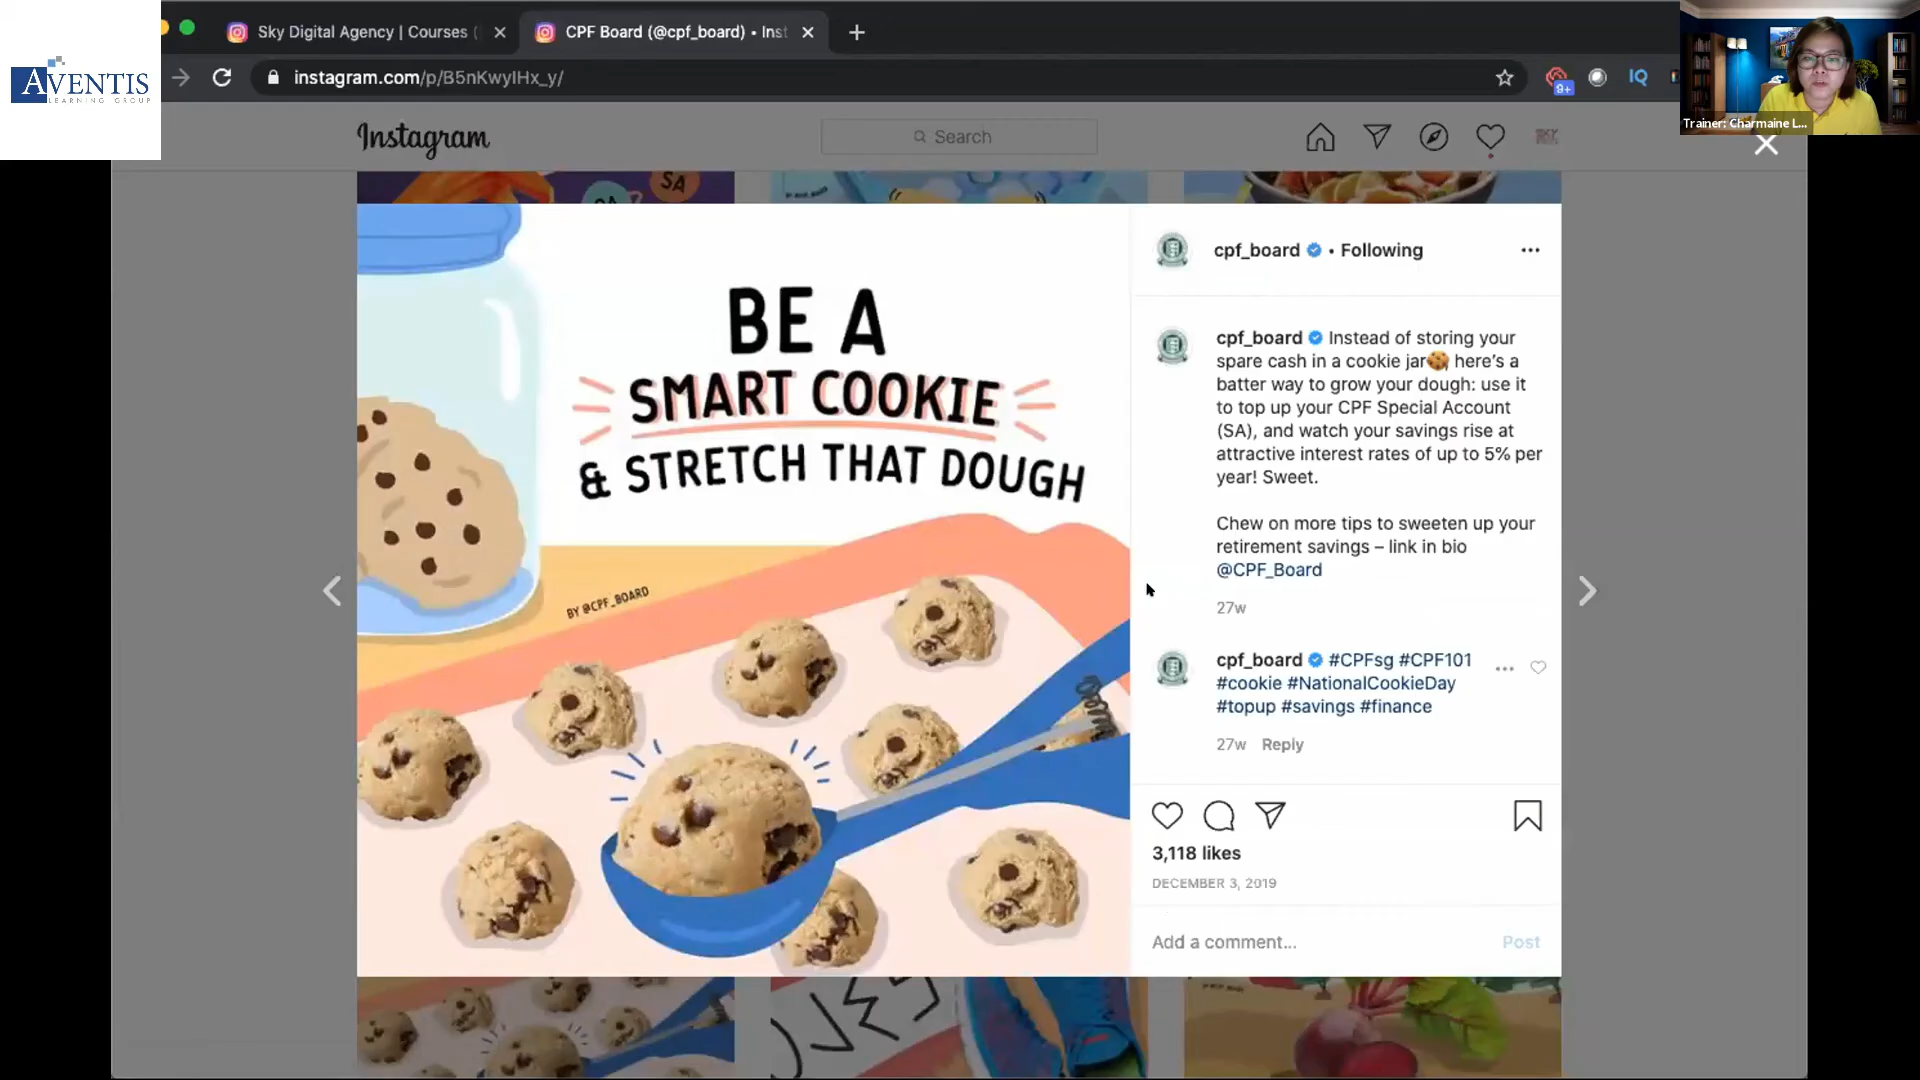 Sky Digital Agency | Courses (
CPF Board (@cpf_board) • Inst
AVENTIS
LEARNING GROUP
instagram.com/p/B5nKwyIHx_y/
9+
IQ
Trainer: Charmaine L...
Instagram
Search
SKY
SA
BE A
SMART COOKIE
& STRETCH THAT DOUGH
BY @CPF_BOARD
cpf_board • Following
cpf_board Instead of storing your
spare cash in a cookie jar, here’s a
batter way to grow your dough: use it
to top up your CPF Special Account
(SA), and watch your savings rise at
attractive interest rates of up to 5% per
year! Sweet.
Chew on more tips to sweeten up your
retirement savings – link in bio
@CPF_Board
27w
cpf_board #CPFsg #CPF101
#cookie #NationalCookieDay
#topup #savings #finance
27w Reply
3,118 likes
DECEMBER 3, 2019
Add a comment...
Post